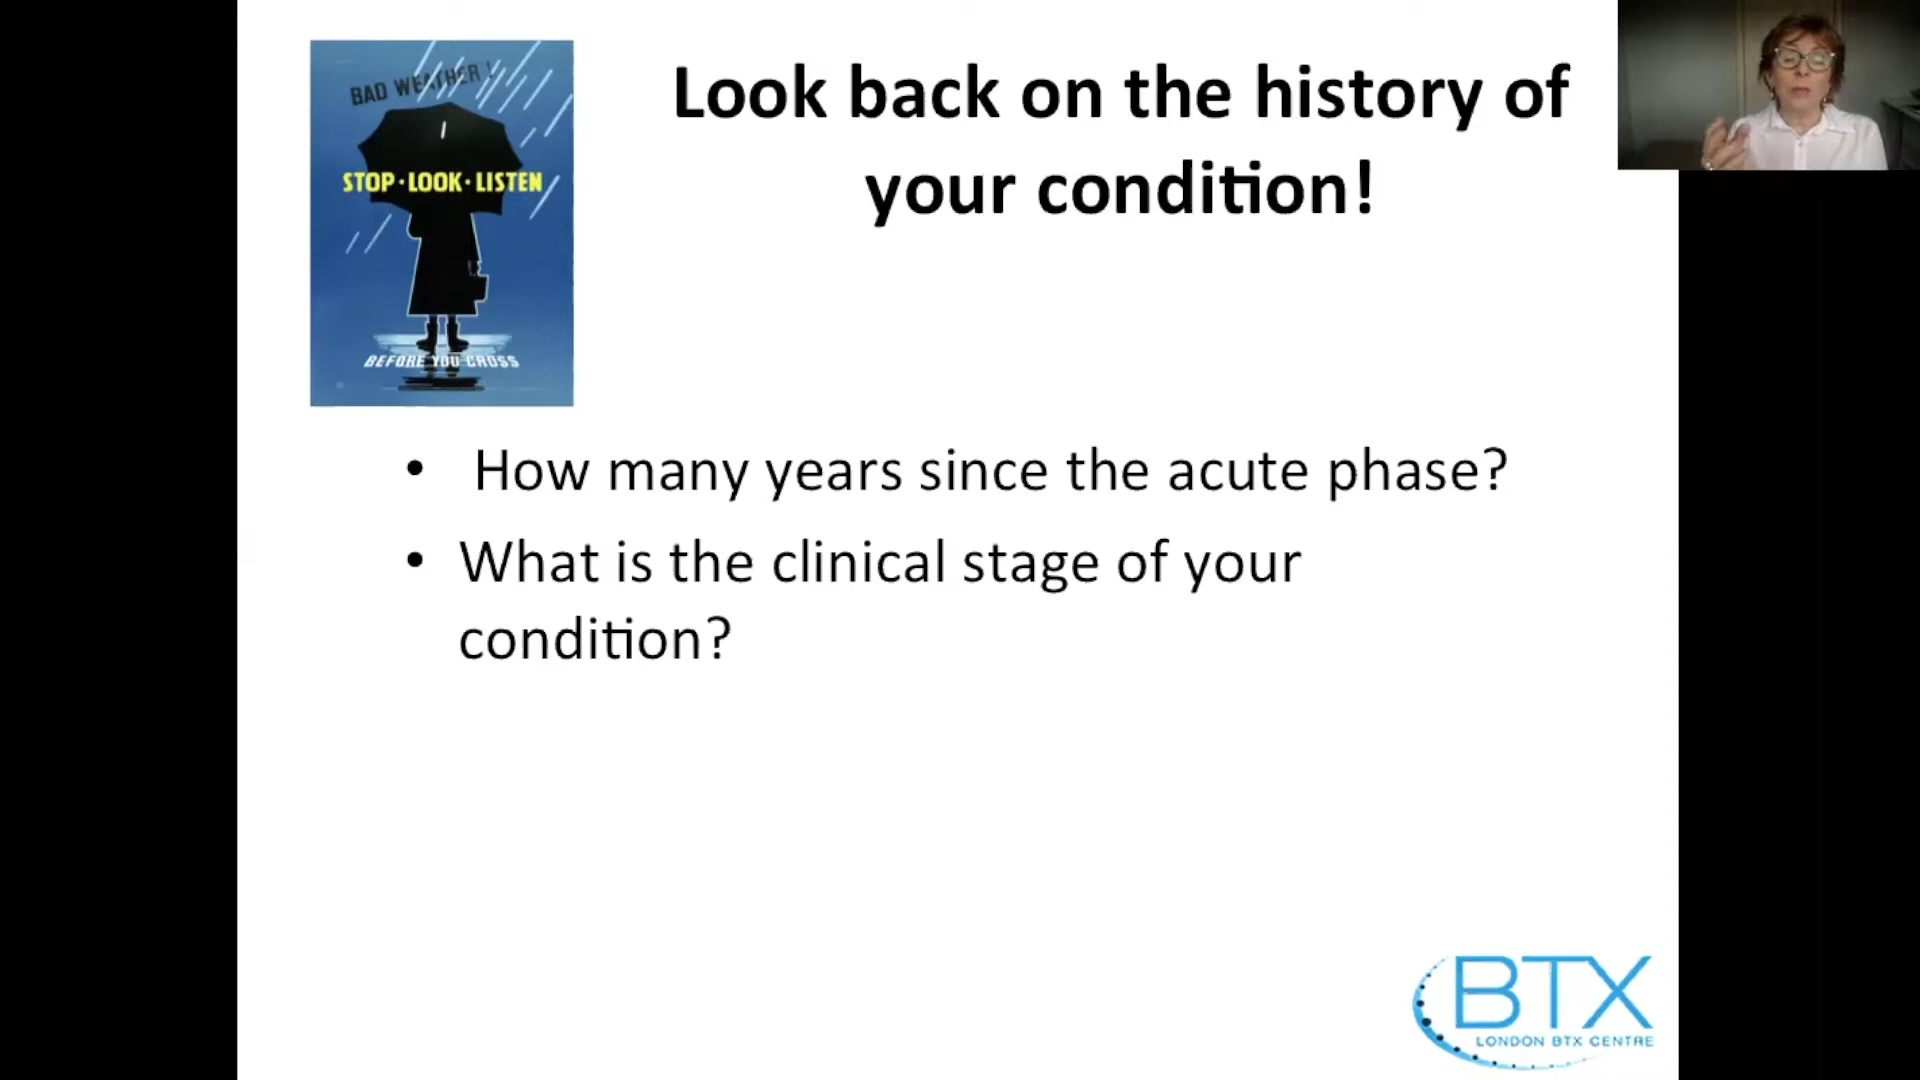 BAD WEATHER!
STOP · LOOK · LISTEN
BEFORE YOU CROSS
Look back on the history of
your condition!
• How many years since the acute phase?
• What is the clinical stage of your
condition?
BTX
LONDON BTX CENTRE